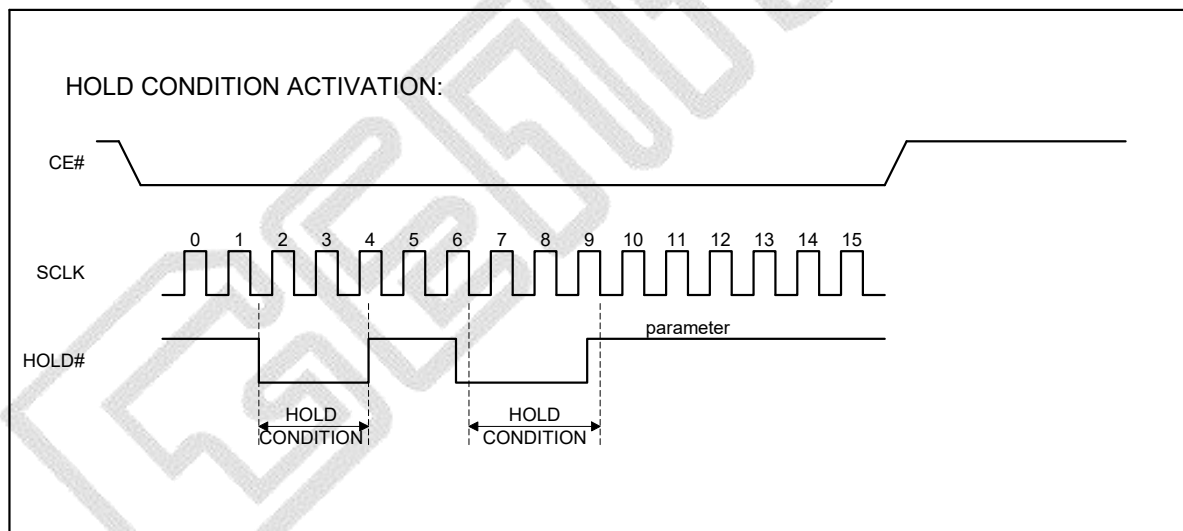 HOLD CONDITION ACTIVATION:
CE#
0 1 2 3 4 5 6 7 8 9 10 11 12 13 14 15
SCLK
parameter
HOLD#
HOLD CONDITION
HOLD CONDITION